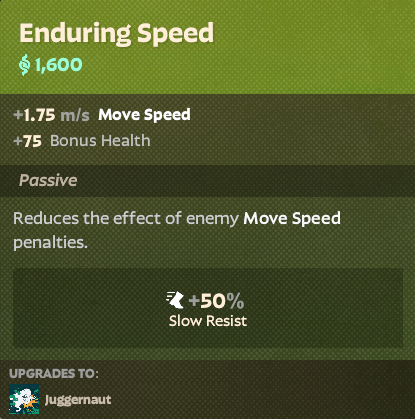 Enduring Speed
1,600
+1.75 m/s Move Speed
+75 Bonus Health
Passive
Reduces the effect of enemy Move Speed
penalties.
+50%
Slow Resist
UPGRADES TO:
Juggernaut